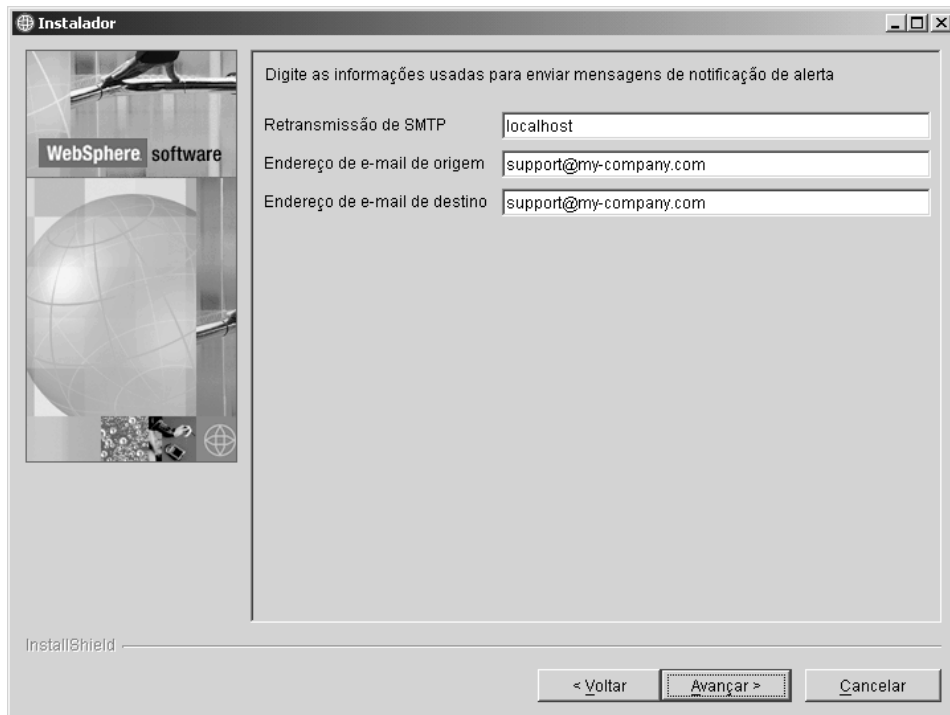 Instalador
WebSphere software
Digite as informações usadas para enviar mensagens de notificação de alerta
Retransmissão de SMTP localhost
Endereço de e-mail de origem support@my-company.com
Endereço de e-mail de destino support@my-company.com
InstallShield
< Voltar Avançar > Cancelar